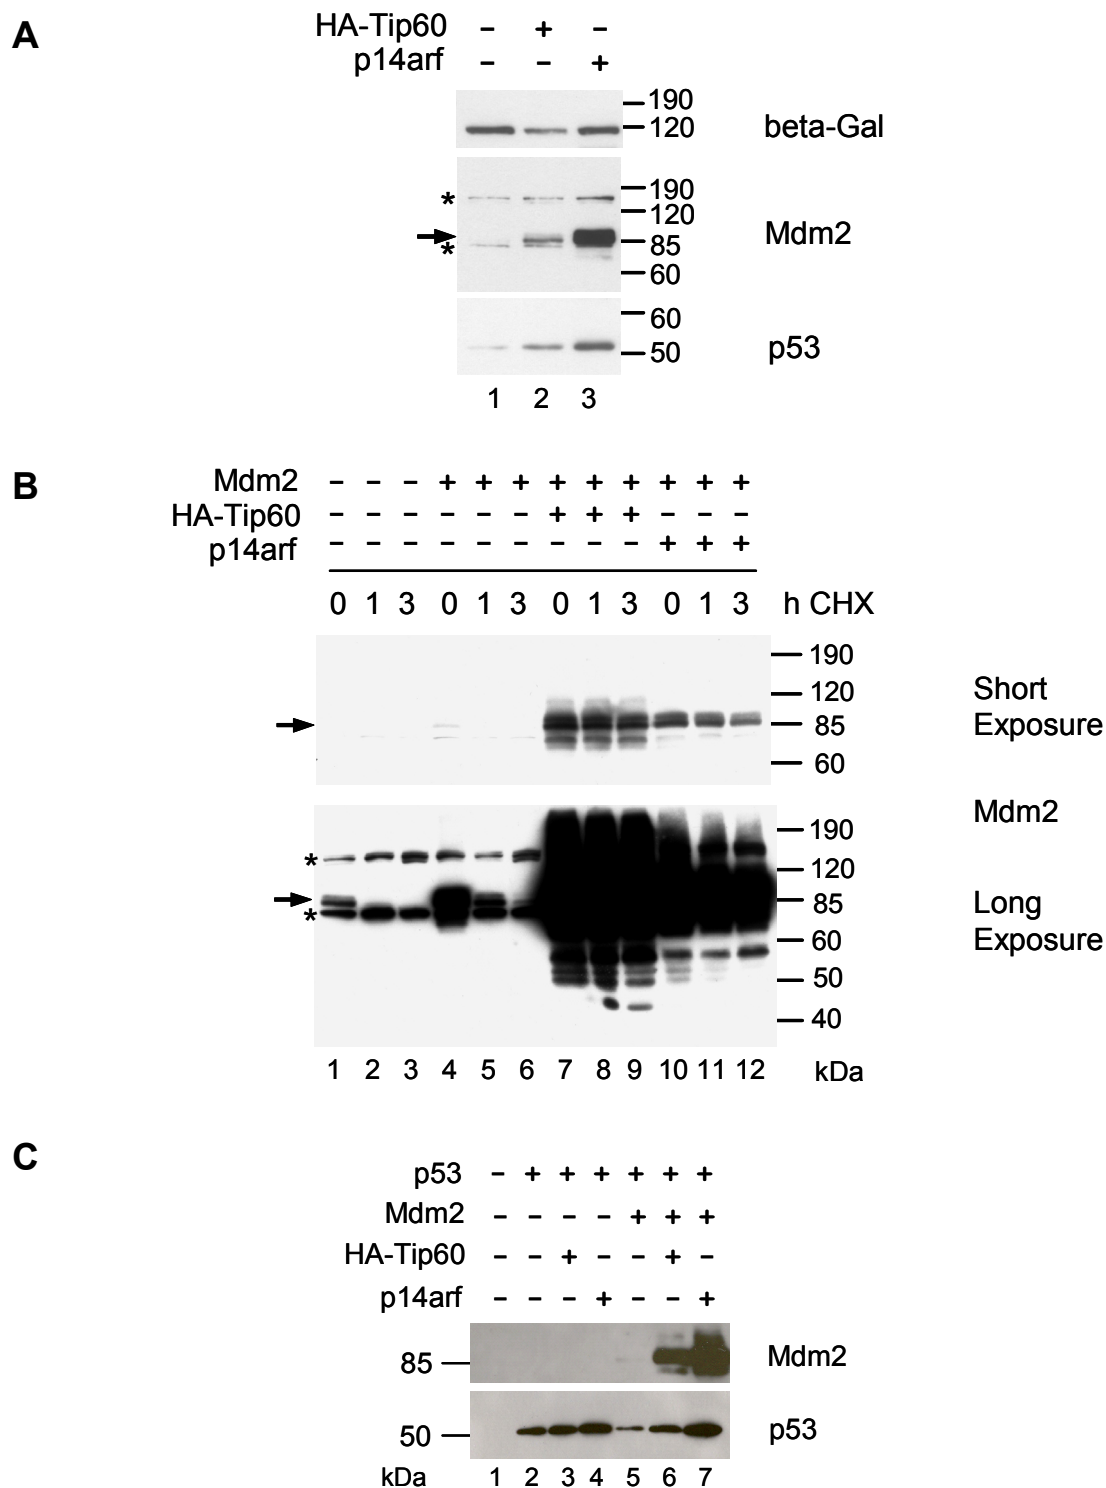 A
HA-Tip60 – + –
p14arf – – +
190
120 beta-Gal
* 190
120
85 Mdm2
*
60
60
50 p53
1 2 3
B
Mdm2 – – – + + + + + + + + +
HA-Tip60 – – – – – – + + + – – –
p14arf – – – – – – – – – + + +
0 1 3 0 1 3 0 1 3 0 1 3 h CHX
190
120 Short
85 Exposure
60
Mdm2
190
*
120
85 Long
*
60 Exposure
50
40
1 2 3 4 5 6 7 8 9 10 11 12 kDa
C
p53 – + + + + + +
Mdm2 – – – – + + +
HA-Tip60 – – + – – + –
p14arf – – – + – – +
85 Mdm2
50 p53
kDa 1 2 3 4 5 6 7